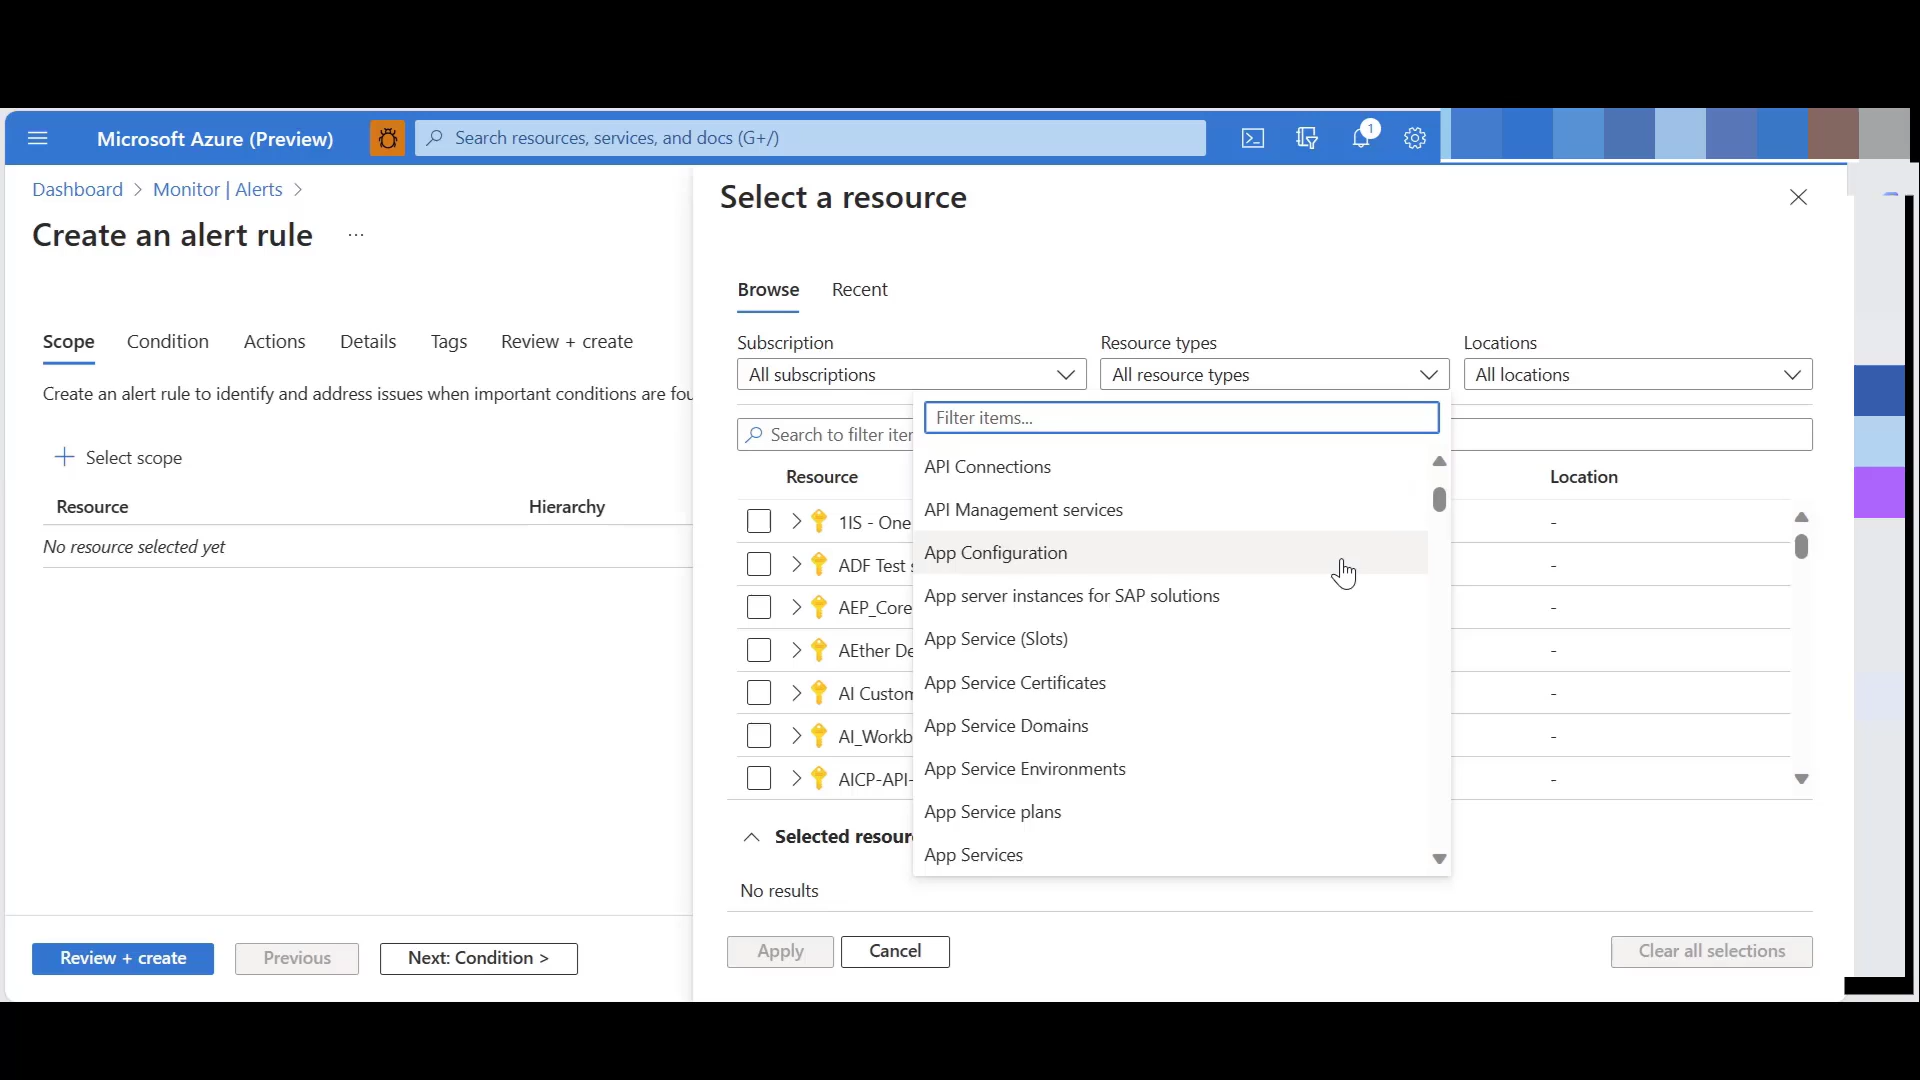 Microsoft Azure (Preview)
Search resources, services, and docs (G+/)
1
Dashboard > Monitor | Alerts >
Create an alert rule ...
Scope Condition Actions Details Tags Review + create
Create an alert rule to identify and address issues when important conditions are fou
+ Select scope
Resource Hierarchy
No resource selected yet
Review + create Previous Next: Condition >
Select a resource
Browse Recent
Subscription Resource types Locations
All subscriptions All resource types All locations
Search to filter iter
Filter items...
Resource Location
1IS - One -
ADF Test s -
AEP_Core -
AEther De -
AI Custom -
AI_Workb -
AICP-API- -
API Connections
API Management services
App Configuration
App server instances for SAP solutions
App Service (Slots)
App Service Certificates
App Service Domains
App Service Environments
App Service plans
App Services
Selected resour
No results
Apply Cancel Clear all selections